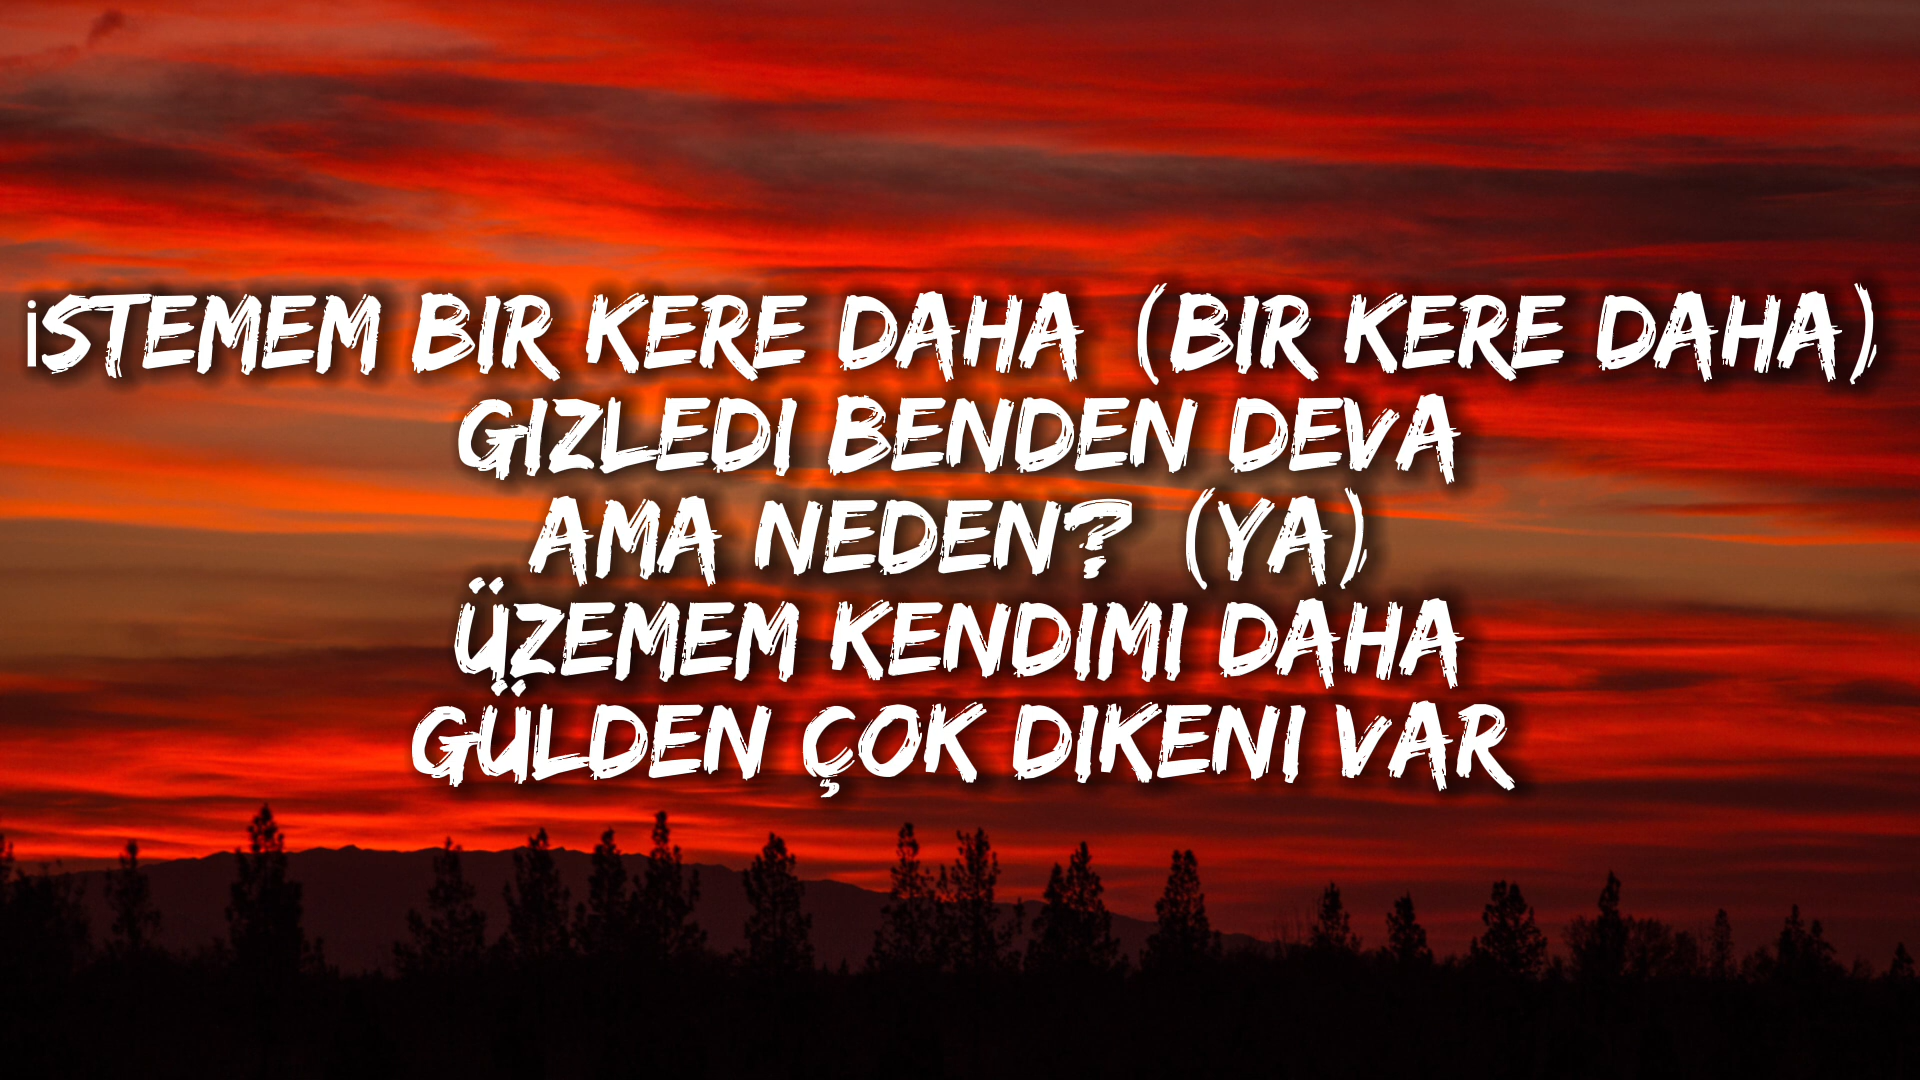 İSTEMEM BIR KERE DAHA (BIR KERE DAHA)
GIZLEDI BENDEN DEVA
AMA NEDEN? (YA)
ÜZEMEM KENDIMI DAHA
GÜLDEN ÇOK DIKENI VAR